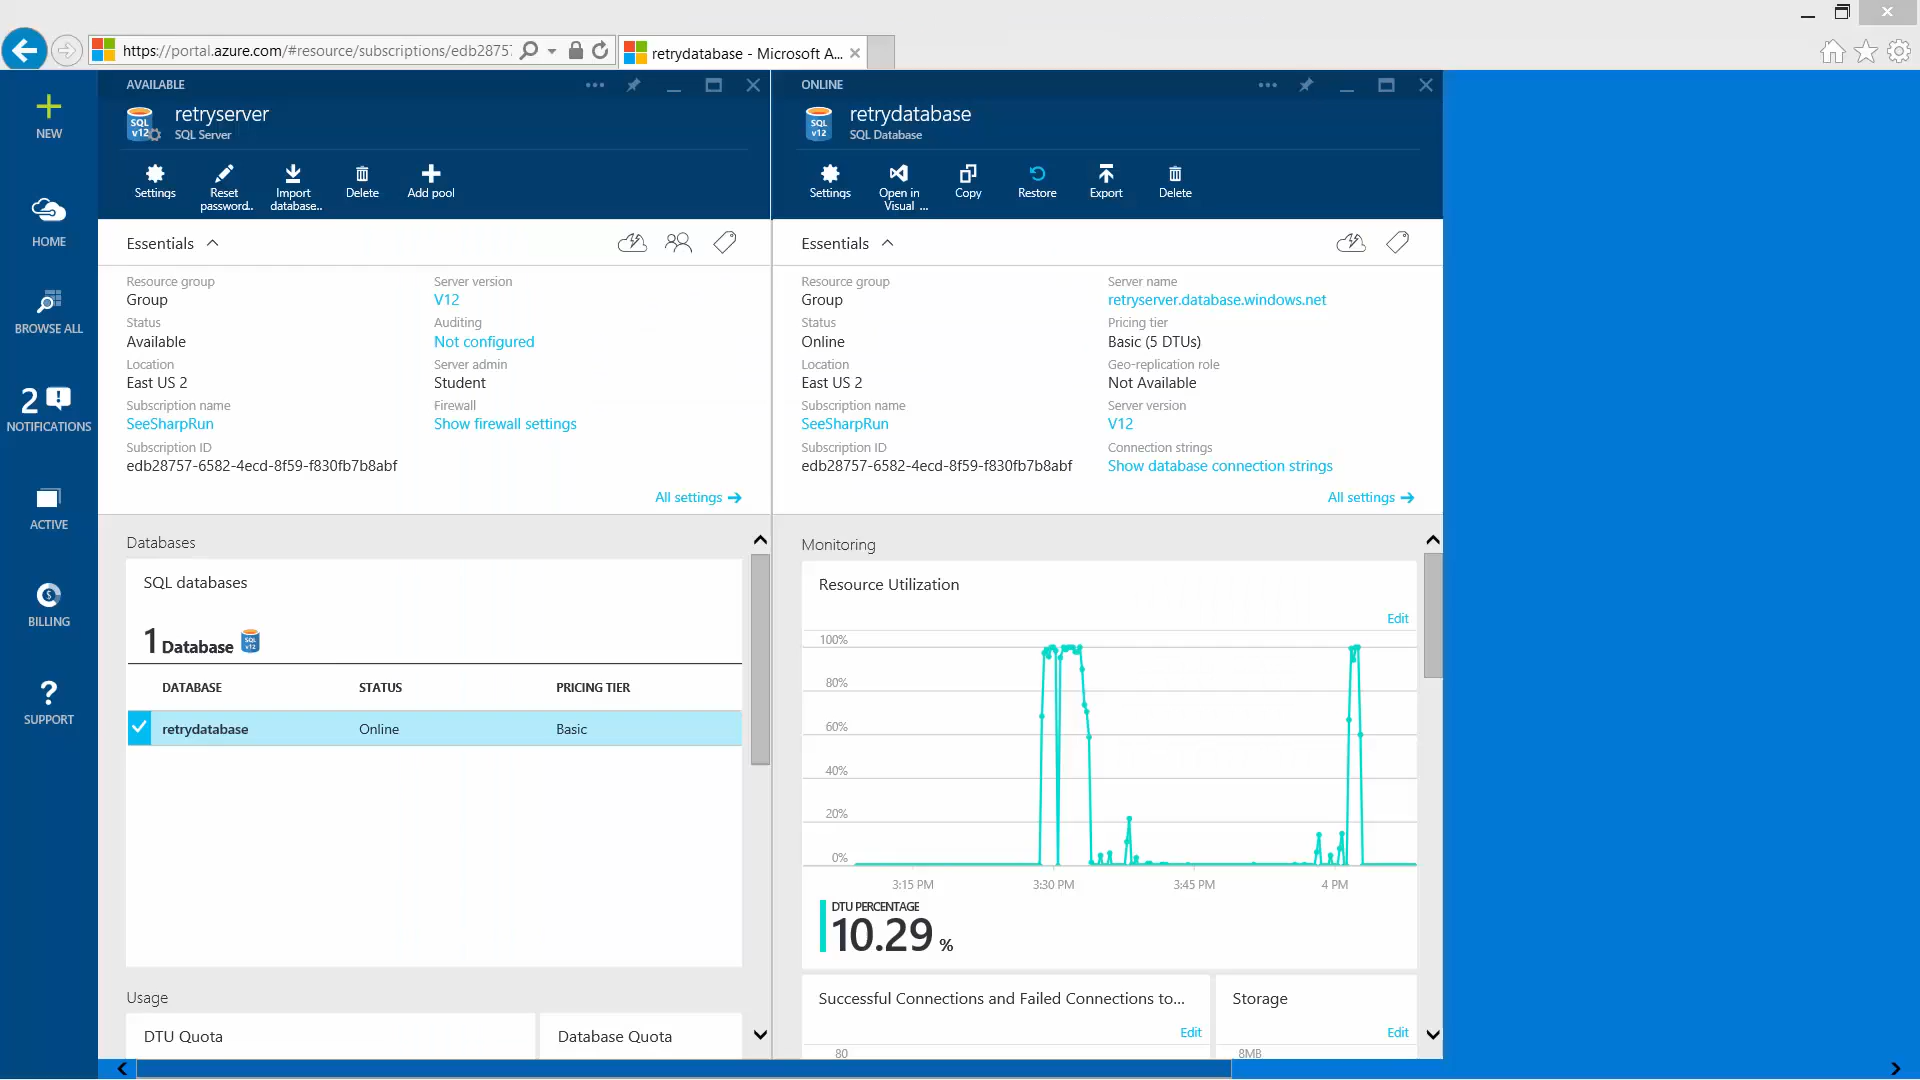 https://portal.azure.com/#resource/subscriptions/edb28757
retrydatabase - Microsoft A...
NEW
HOME
BROWSE ALL
2
NOTIFICATIONS
ACTIVE
BILLING
SUPPORT
AVAILABLE
SQL v12
retryserver
SQL Server
Settings
Reset password..
Import database..
Delete
Add pool
Essentials
Resource group
Group
Server version
V12
Status
Available
Auditing
Not configured
Location
East US 2
Server admin
Student
Subscription name
SeeSharpRun
Firewall
Show firewall settings
Subscription ID
edb28757-6582-4ecd-8f59-f830fb7b8abf
All settings
Databases
SQL databases
1 Database
SQL v12
DATABASE STATUS PRICING TIER
retrydatabase Online Basic
Usage
DTU Quota
Database Quota
ONLINE
SQL v12
retrydatabase
SQL Database
Settings
Open in Visual ...
Copy
Restore
Export
Delete
Essentials
Resource group
Group
Server name
retryserver.database.windows.net
Status
Online
Pricing tier
Basic (5 DTUs)
Location
East US 2
Geo-replication role
Not Available
Subscription name
SeeSharpRun
Server version
V12
Subscription ID
edb28757-6582-4ecd-8f59-f830fb7b8abf
Connection strings
Show database connection strings
All settings
Monitoring
Resource Utilization
Edit
100%
80%
60%
40%
20%
0%
3:15 PM 3:30 PM 3:45 PM 4 PM
DTU PERCENTAGE
10.29 %
Successful Connections and Failed Connections to...
Edit
80
Storage
Edit
8MB